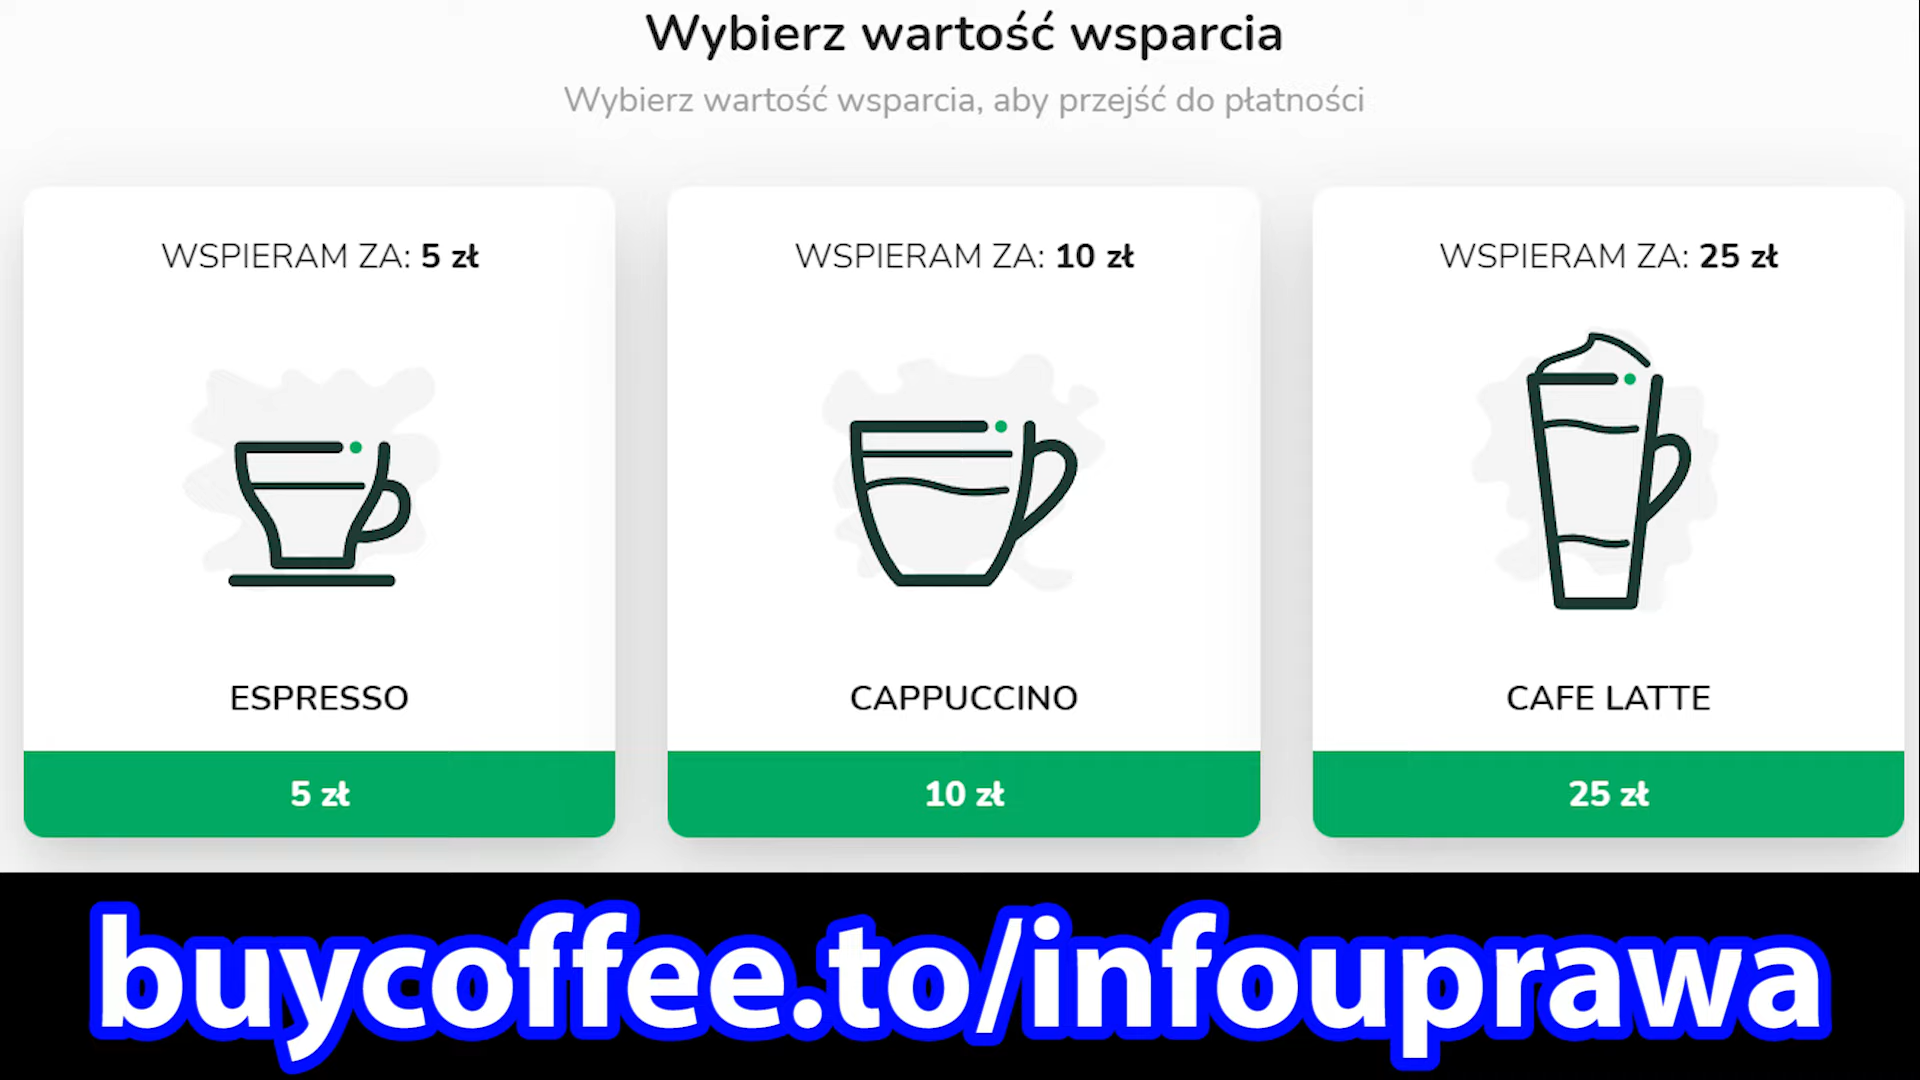 Wybierz wartość wsparcia
Wybierz wartość wsparcia, aby przejść do płatności
WSPIERAM ZA: 5 zł
ESPRESSO
5 zł
WSPIERAM ZA: 10 zł
CAPPUCCINO
10 zł
WSPIERAM ZA: 25 zł
CAFE LATTE
25 zł
buycoffee.to/infouprawa